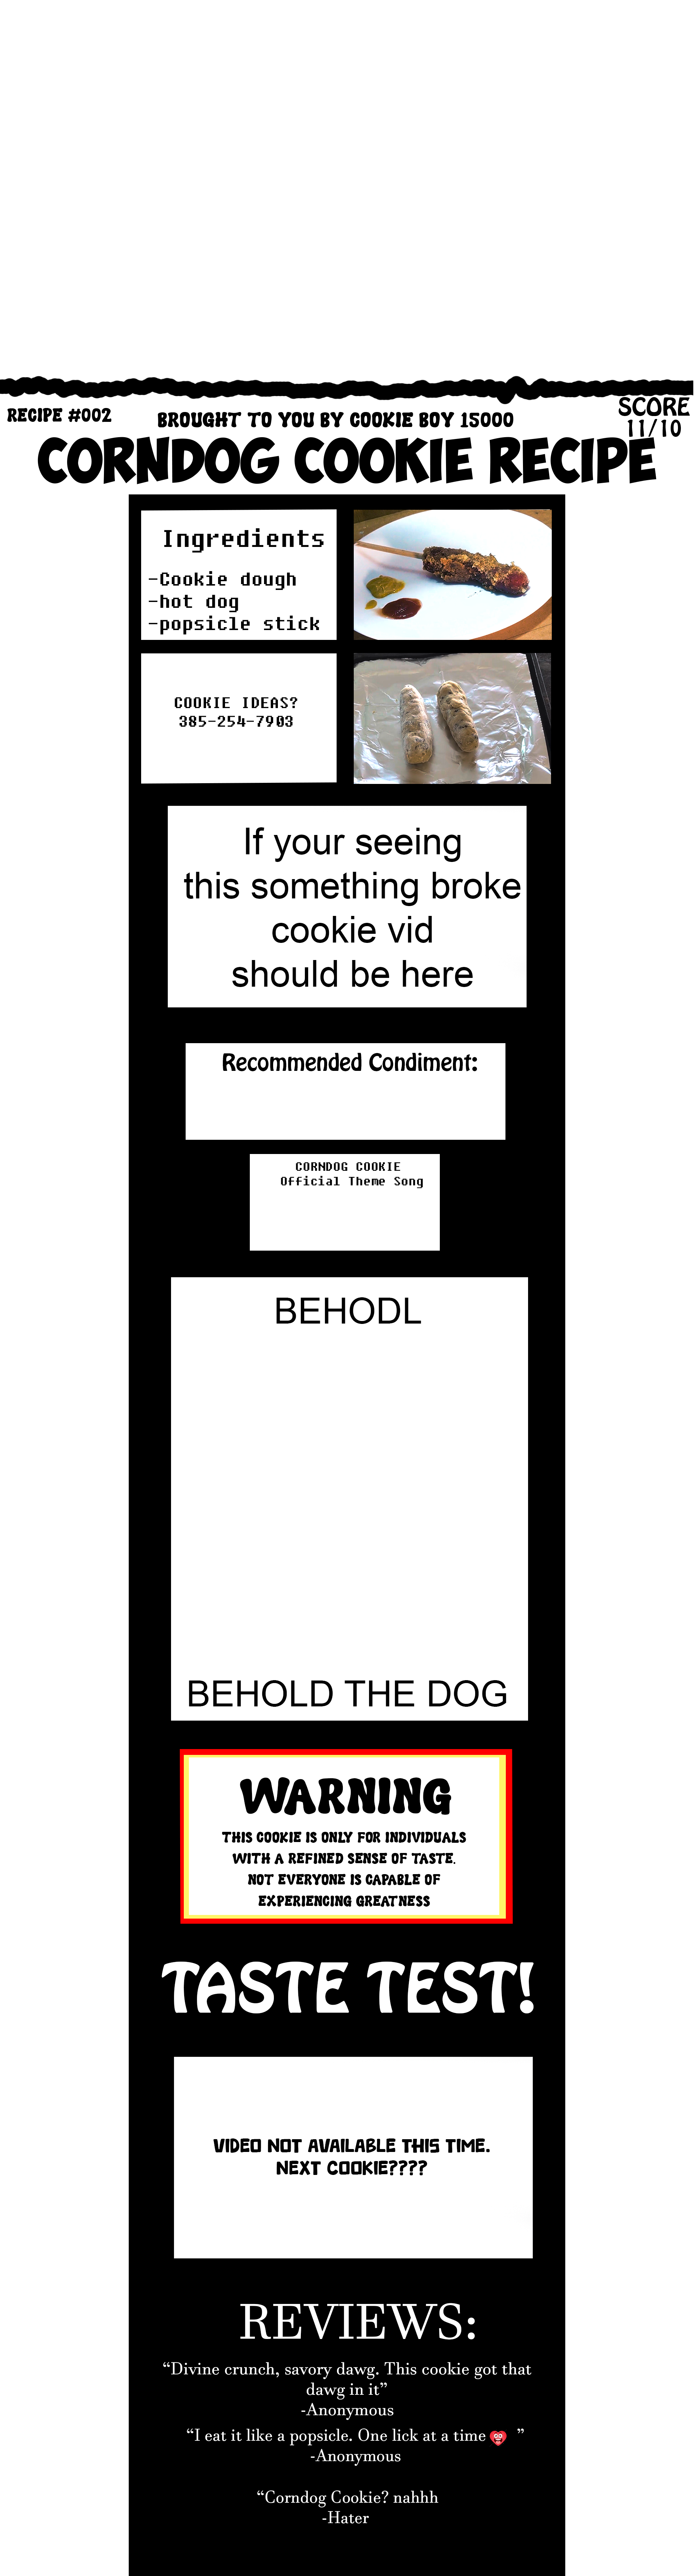 RECIPE #002
BROUGHT TO YOU BY COOKIE BOY 15000
SCORE
11/10
CORNDOG COOKIE RECIPE
Ingredients
-Cookie dough
-hot dog
-popsicle stick
COOKIE IDEAS?
385-254-7903
If your seeing
this something broke
cookie vid
should be here
Recommended Condiment:
CORNDOG COOKIE
Official Theme Song
BEHODL
BEHOLD THE DOG
WARNING
THIS COOKIE IS ONLY FOR INDIVIDUALS
WITH A REFINED SENSE OF TASTE.
NOT EVERYONE IS CAPABLE OF
EXPERIENCING GREATNESS
TASTE TEST!
VIDEO NOT AVAILABLE THIS TIME.
NEXT COOKIE????
REVIEWS:
“Divine crunch, savory dawg. This cookie got that
dawg in it”
-Anonymous
“I eat it like a popsicle. One lick at a time ”
-Anonymous
“Corndog Cookie? nahhh
-Hater